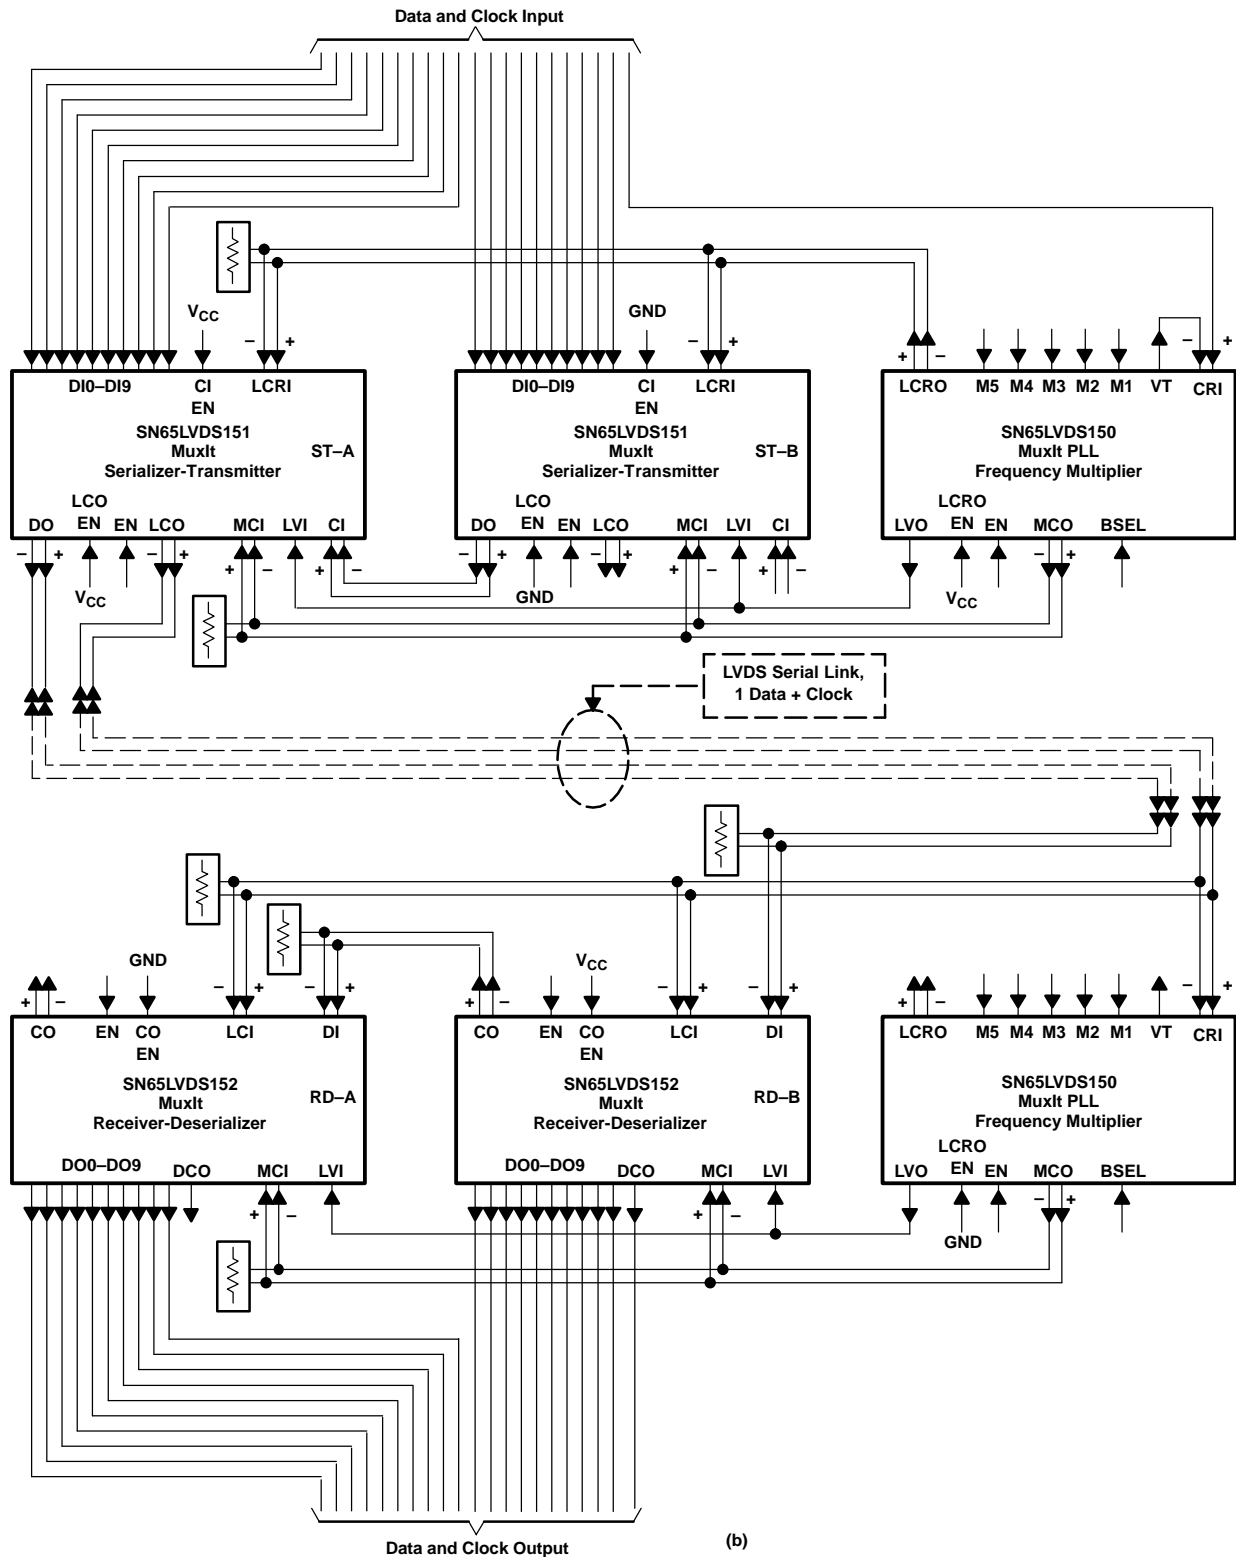 Data and Clock Input
VCC
GND
– +
– +
+ –
– +
DI0–DI9 CI EN LCRI
SN65LVDS151
MuxIt
Serializer-Transmitter
ST–A
DO LCO EN EN LCO MCI LVI CI
DI0–DI9 CI EN LCRI
SN65LVDS151
MuxIt
Serializer-Transmitter
ST–B
DO LCO EN EN LCO MCI LVI CI
LCRO M5 M4 M3 M2 M1 VT CRI
SN65LVDS150
MuxIt PLL
Frequency Multiplier
LVO LCRO EN EN MCO BSEL
– + – + + – + –
– + – + + – + –
– +
VCC
GND
VCC
LVDS Serial Link,
1 Data + Clock
GND
VCC
+ – – + – +
+ – – + – +
+ – – +
CO EN CO EN LCI DI
SN65LVDS152
MuxIt
Receiver-Deserializer
RD–A
DO0–DO9 DCO MCI LVI
CO EN CO EN LCI DI
SN65LVDS152
MuxIt
Receiver-Deserializer
RD–B
DO0–DO9 DCO MCI LVI
LCRO M5 M4 M3 M2 M1 VT CRI
SN65LVDS150
MuxIt PLL
Frequency Multiplier
LVO LCRO EN EN MCO BSEL
+ –
+ –
– +
GND
Data and Clock Output
(b)